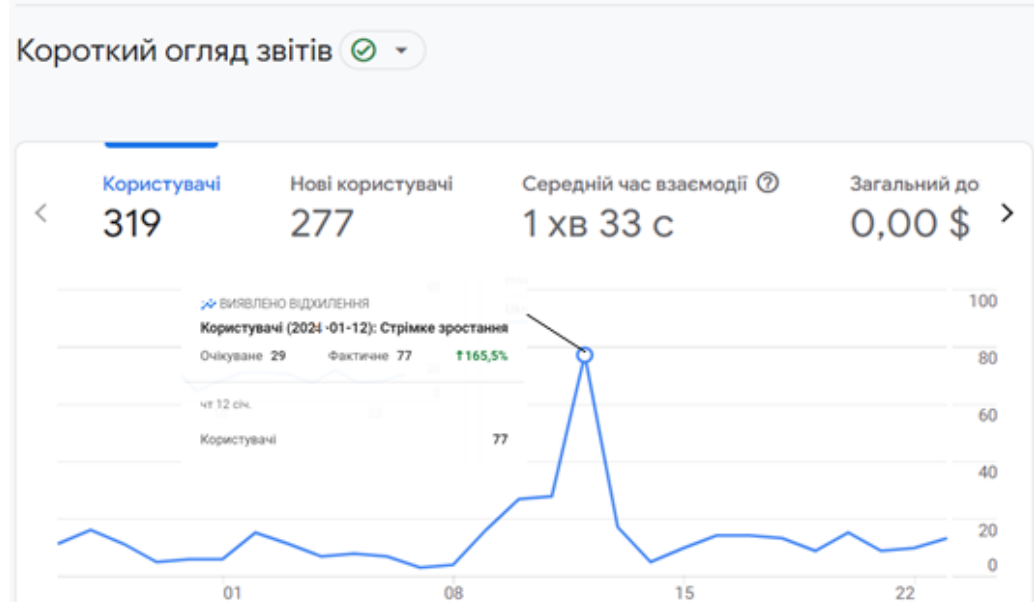 Короткий огляд звітів
Користувачі
319
Нові користувачі
277
Середній час взаємодії
1 хв 33 с
Загальний до
0,00 $
ВИЯВЛЕНО ВІДХИЛЕННЯ
Користувачі (2024-01-12): Стрімке зростання
Очікуване 29 Фактичне 77 ↑165,5%
чт 12 січ.
Користувачі 77
100
80
60
40
20
0
01 08 15 22